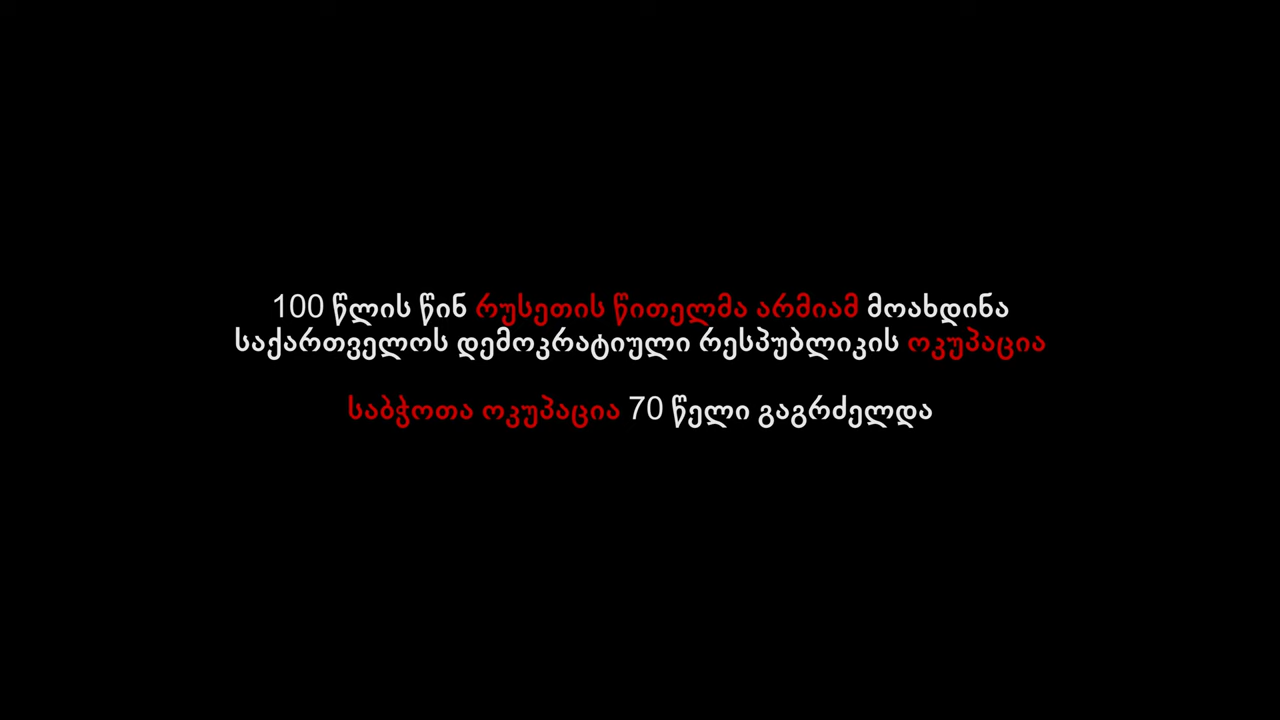 100 წლის წინ რუსეთის წითელმა არმიამ მოახდინა
საქართველოს დემოკრატიული რესპუბლიკის ოკუპაცია
საბჭოთა ოკუპაცია 70 წელი გაგრძელდა